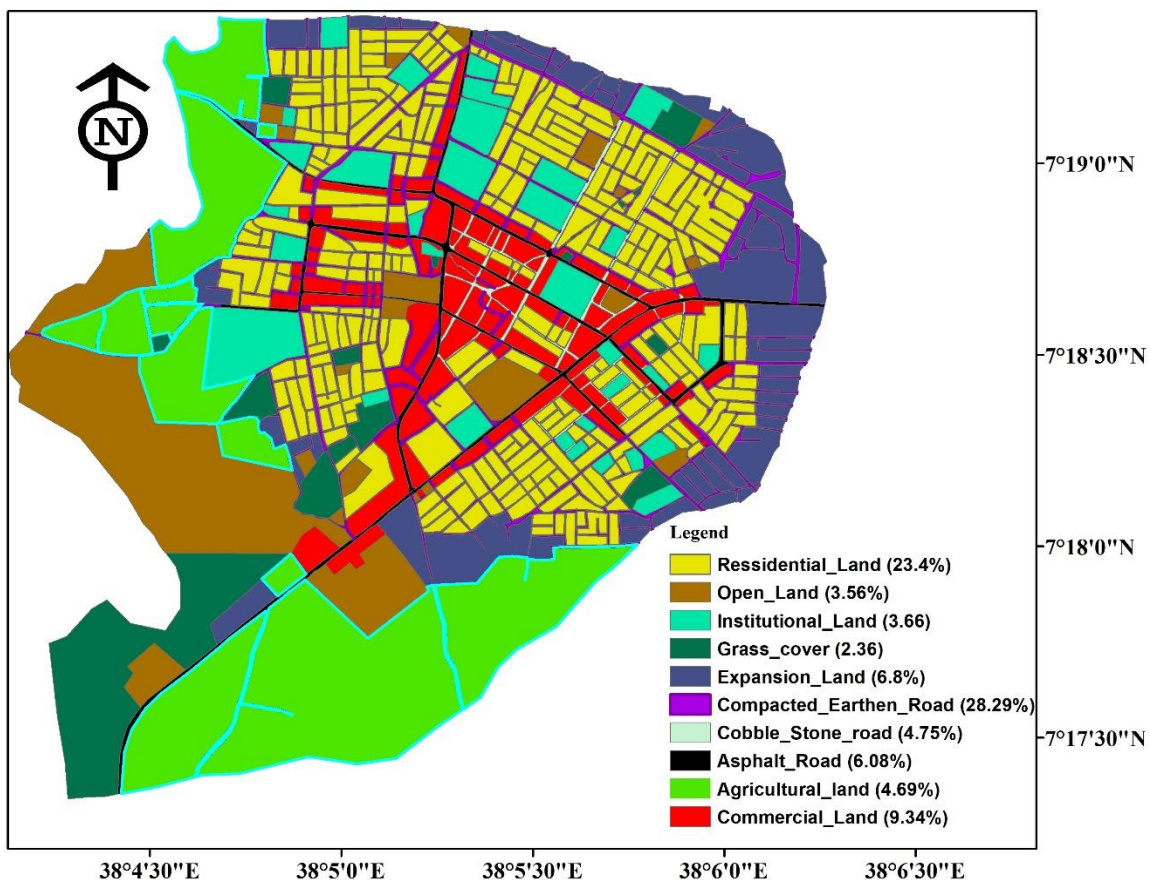 N
7°19'0"N
7°18'30"N
7°18'0"N
7°17'30"N
Legend
Ressidential_Land (23.4%)
Open_Land (3.56%)
Institutional_Land (3.66)
Grass_cover (2.36)
Expansion_Land (6.8%)
Compacted_Earthen_Road (28.29%)
Cobble_Stone_road (4.75%)
Asphalt_Road (6.08%)
Agricultural_land (4.69%)
Commercial_Land (9.34%)
38°4'30"E
38°5'0"E
38°5'30"E
38°6'0"E
38°6'30"E